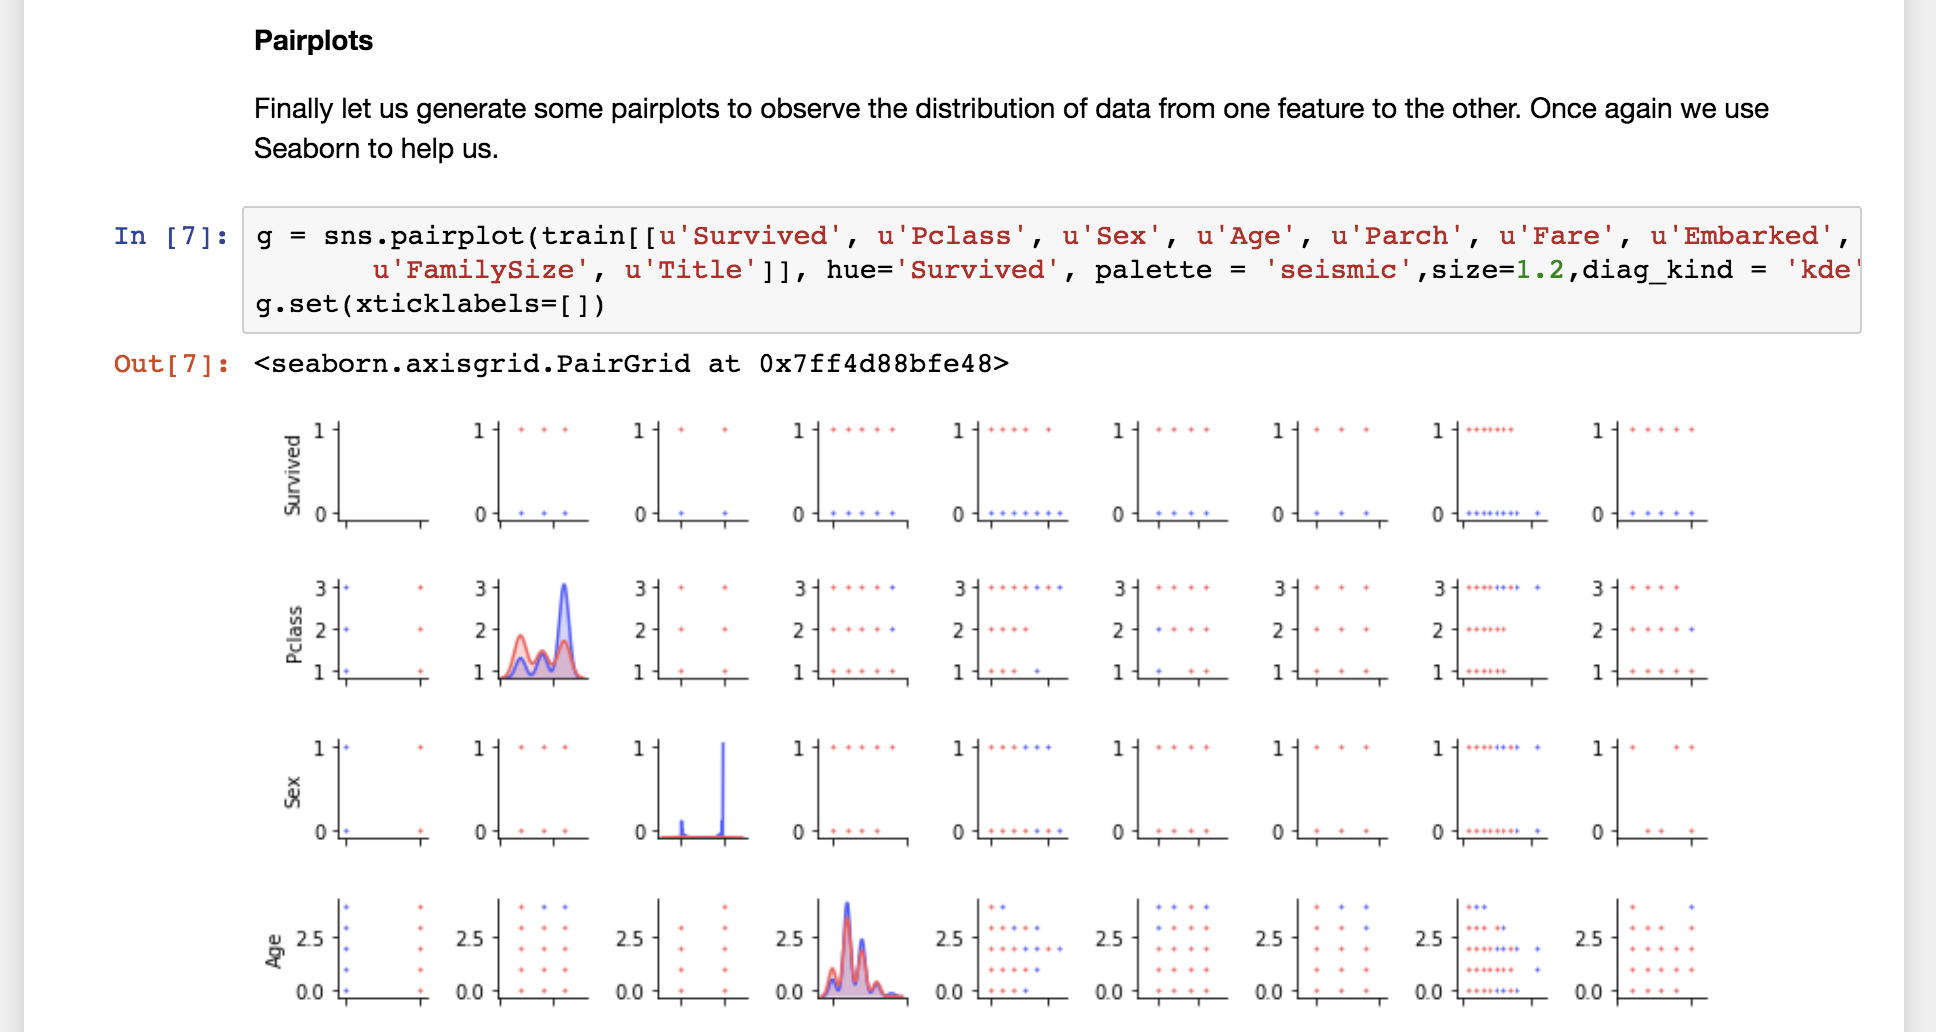 Pairplots
Finally let us generate some pairplots to observe the distribution of data from one feature to the other. Once again we use
Seaborn to help us.
In [7]: g = sns.pairplot(train[[u'Survived', u'Pclass', u'Sex', u'Age', u'Parch', u'Fare', u'Embarked',
u'FamilySize', u'Title']], hue='Survived', palette = 'seismic',size=1.2,diag_kind = 'kde'
g.set(xticklabels=[])
Out[7]: <seaborn.axisgrid.PairGrid at 0x7ff4d88bfe48>
Survived
1 1 1 1 1 1 1 1 1
0 0 0 0 0 0 0 0 0
Pclass
3 3 3 3 3 3 3 3 3
2 2 2 2 2 2 2 2 2
1 1 1 1 1 1 1 1 1
Sex
1 1 1 1 1 1 1 1 1
0 0 0 0 0 0 0 0 0
Age
2.5 2.5 2.5 2.5 2.5 2.5 2.5 2.5 2.5
0.0 0.0 0.0 0.0 0.0 0.0 0.0 0.0 0.0